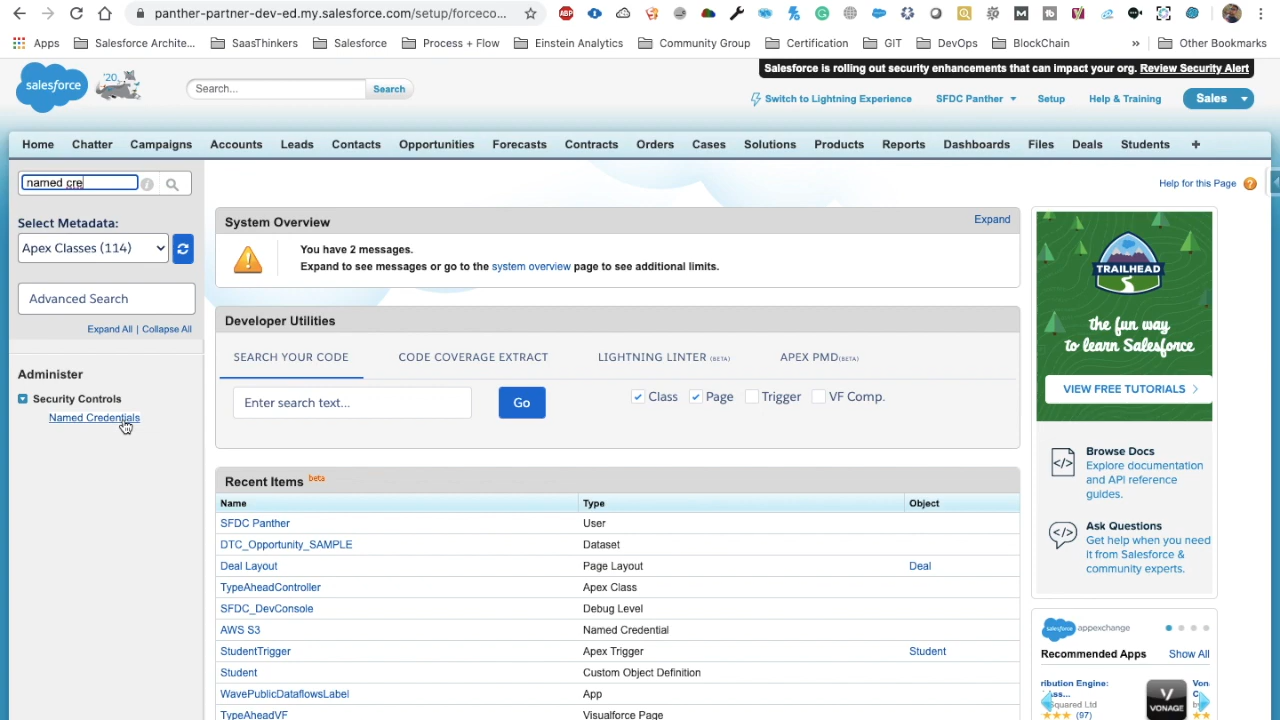 panther-partner-dev-ed.my.salesforce.com/setup/forceco...
Apps Salesforce Archite... SaasThinkers Salesforce Process + Flow Einstein Analytics Community Group Certification GIT DevOps BlockChain » Other Bookmarks
Salesforce is rolling out security enhancements that can impact your org. Review Security Alert
salesforce '20 Search... Search
Switch to Lightning Experience SFDC Panther Setup Help & Training Sales
Home Chatter Campaigns Accounts Leads Contacts Opportunities Forecasts Contracts Orders Cases Solutions Products Reports Dashboards Files Deals Students +
named cre
Help for this Page ?
Select Metadata:
Apex Classes (114)
Advanced Search
Expand All | Collapse All
Administer
Security Controls
Named Credentials
System Overview Expand
You have 2 messages.
Expand to see messages or go to the system overview page to see additional limits.
Developer Utilities
SEARCH YOUR CODE CODE COVERAGE EXTRACT LIGHTNING LINTER (BETA) APEX PMD(BETA)
Enter search text... Go Class Page Trigger VF Comp.
Recent Items beta
Name Type Object
SFDC Panther User
DTC_Opportunity_SAMPLE Dataset
Deal Layout Page Layout Deal
TypeAheadController Apex Class
SFDC_DevConsole Debug Level
AWS S3 Named Credential
StudentTrigger Apex Trigger Student
Student Custom Object Definition
WavePublicDataflowsLabel App
TypeAheadVF Visualforce Page
TRAILHEAD
the fun way
to learn Salesforce
VIEW FREE TUTORIALS
Browse Docs
Explore documentation
and API reference
guides.
Ask Questions
Get help when you need
it from Salesforce &
community experts.
salesforce appexchange
Recommended Apps Show All
ribution Engine:
Ass...
Squared Ltd
(97)
VONAGE
Von
C